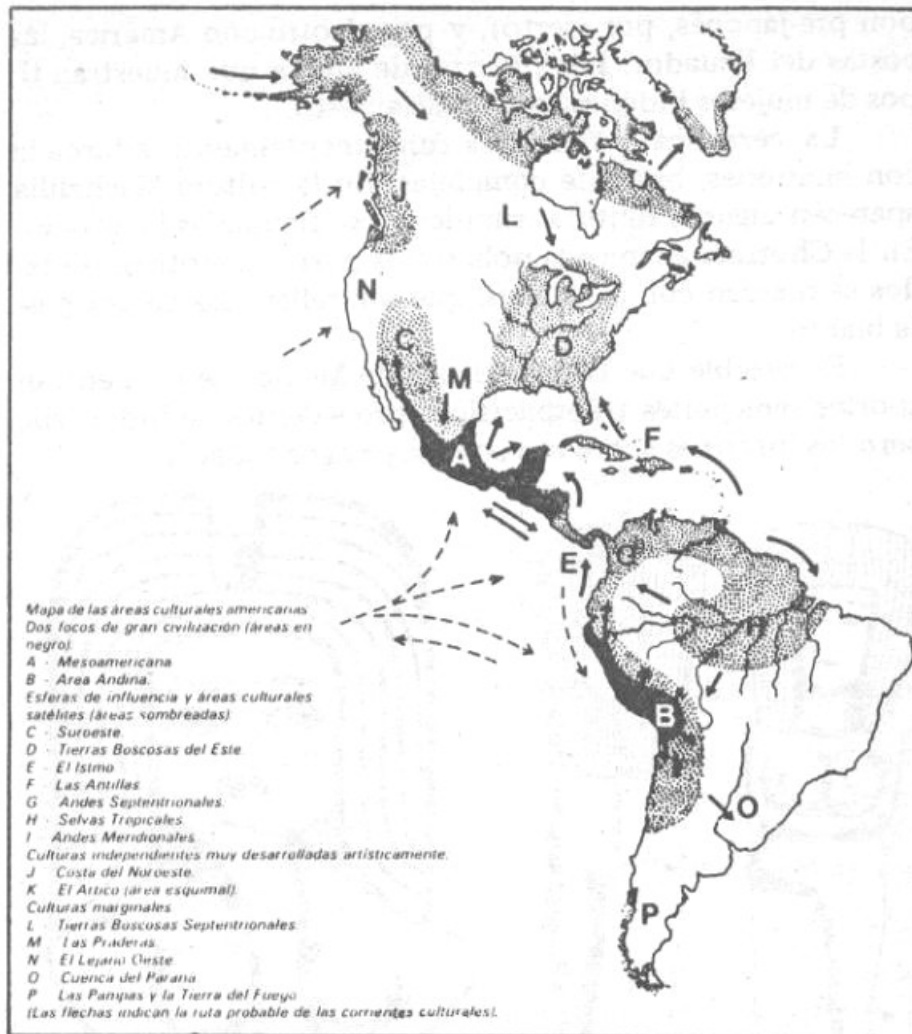 K
J
L
N
C
D
M
A
F
E
G
H
B
I
O
P
Mapa de las áreas culturales americanas
Dos focos de gran civilización (áreas en
negro).
A Mesoamericana
B Area Andina.
Esferas de influencia y áreas culturales
satélites (áreas sombreadas)
C Suroeste.
D Tierras Boscosas del Este
E El Istmo
F Las Antillas
G Andes Septentrionales.
H Selvas Tropicales.
I Andes Meridionales.
Culturas independientes muy desarrolladas artísticamente.
J Costa del Noroeste.
K El Artico (área esquimal).
Culturas marginales
L Tierras Boscosas Septentrionales
M Las Praderas.
N El Lejano Oeste
O Cuenca del Paraná
P Las Pampas y la Tierra del Fuego
(Las flechas indican la ruta probable de las corrientes culturales).